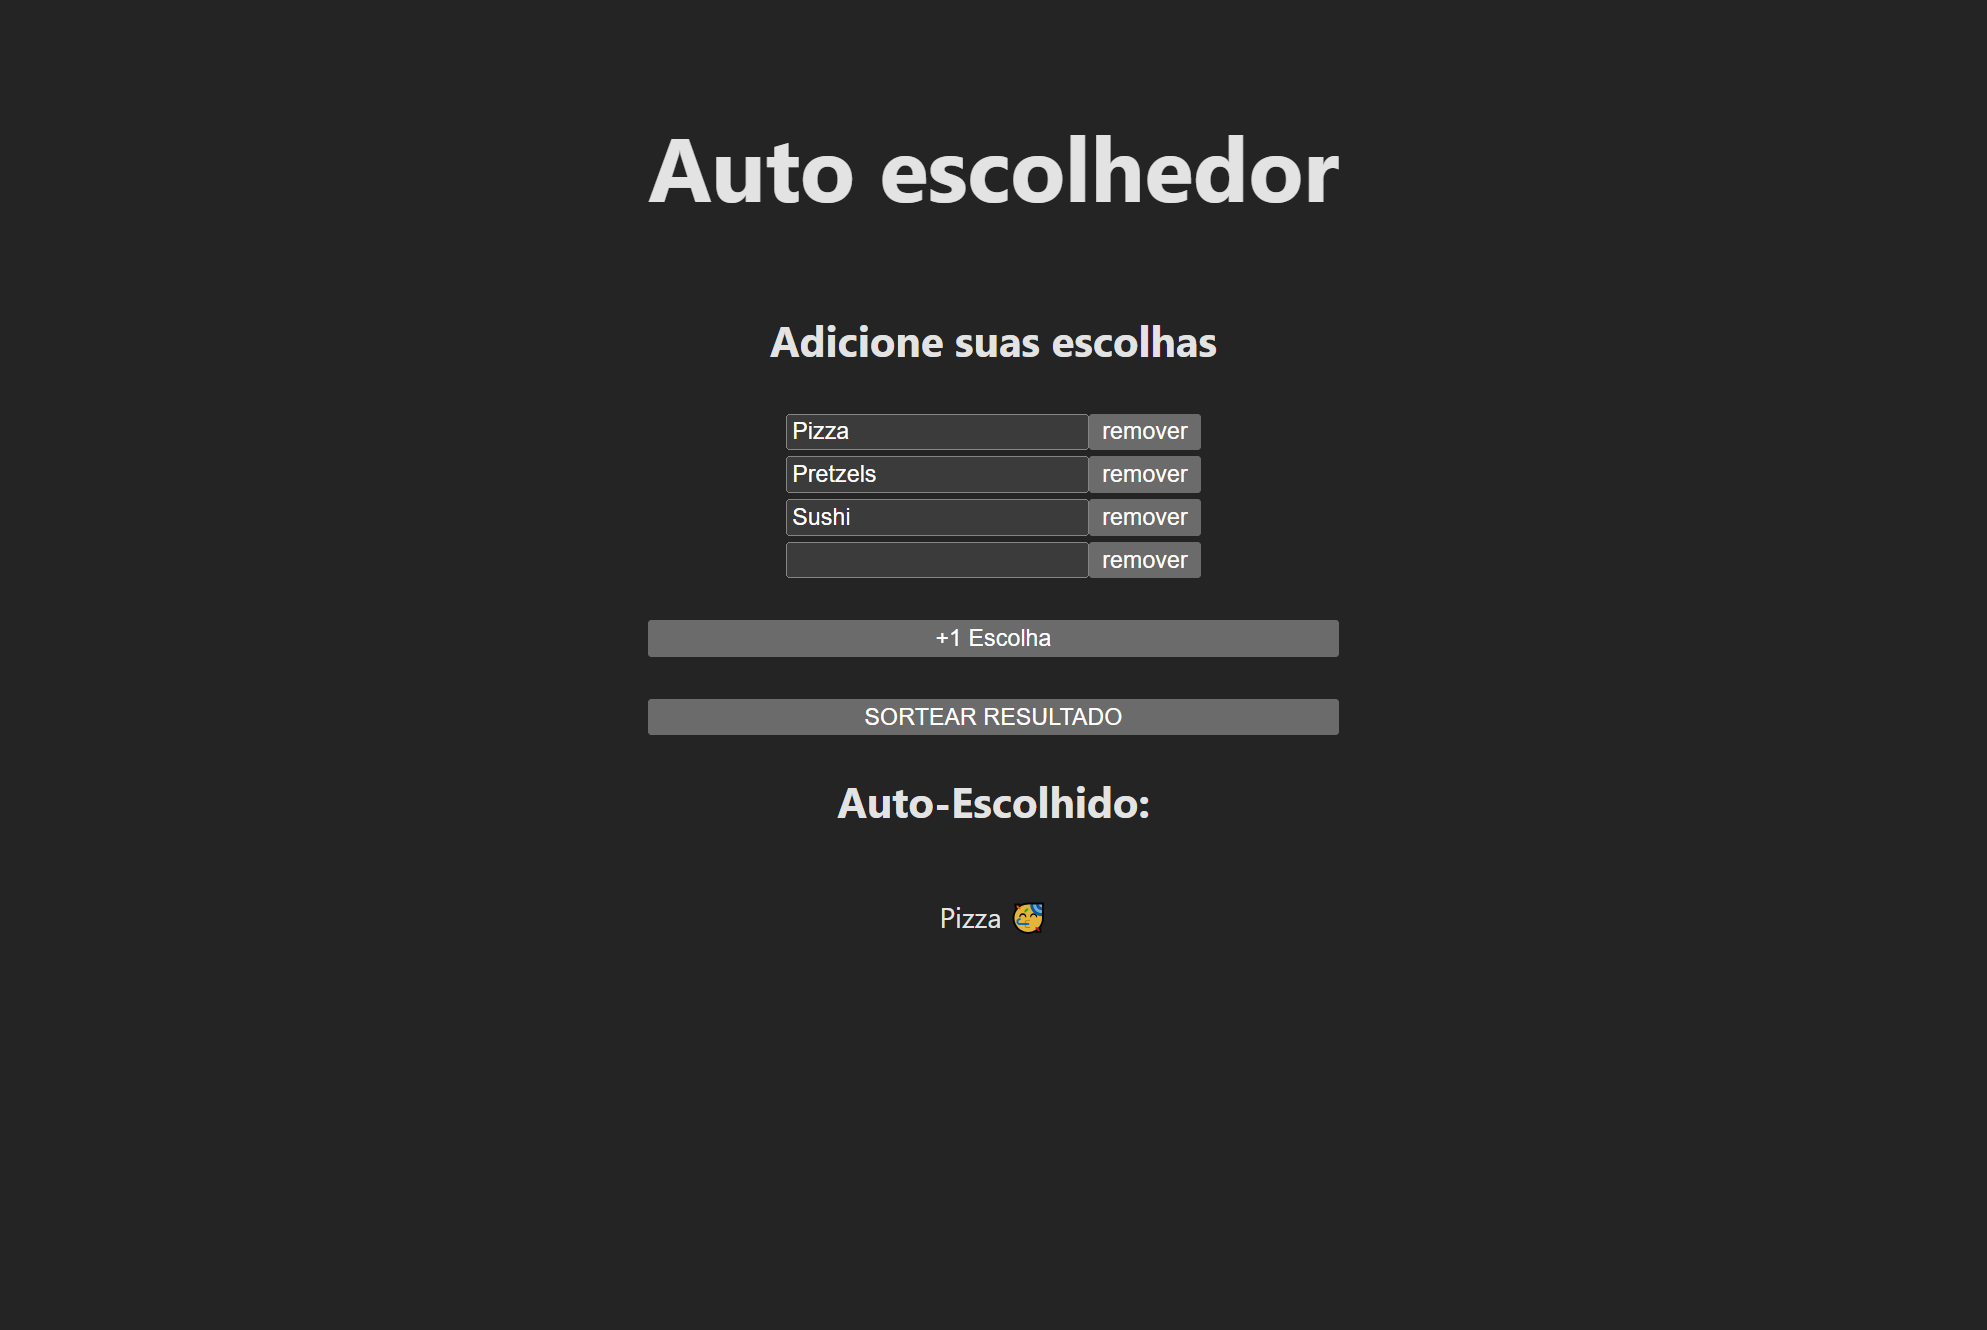 Auto escolhedor
Adicione suas escolhas
Pizza remover
Pretzels remover
Sushi remover
remover
+1 Escolha
SORTEAR RESULTADO
Auto-Escolhido:
Pizza 🥳